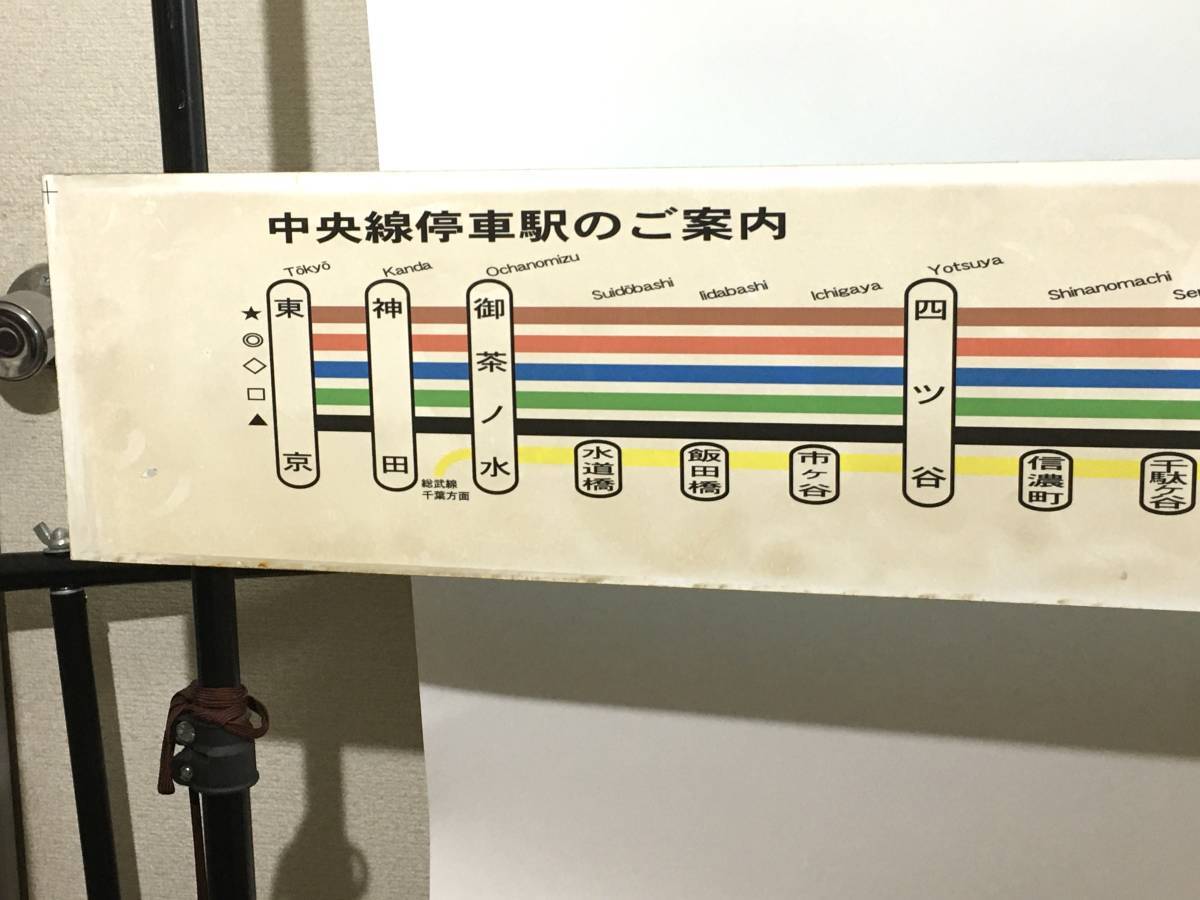 中央線停車駅のご案内
Tōkyō
Kanda
Ochanomizu
Suidōbashi
Iidabashi
Ichigaya
Yotsuya
Shinanomachi
東京
神田
御茶ノ水
水道橋
飯田橋
市ヶ谷
四ツ谷
信濃町
千駄ヶ谷
総武線
千葉方面